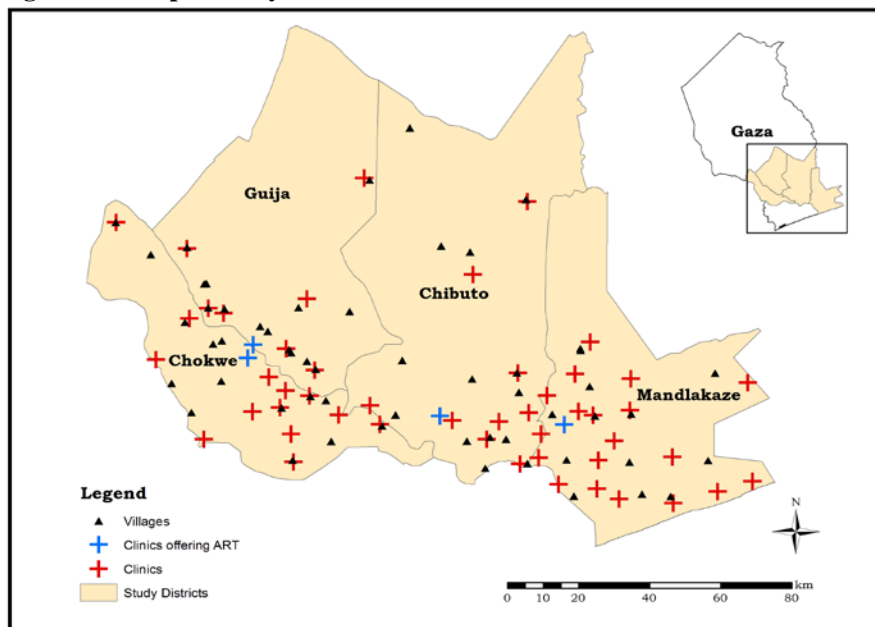 Gaza
Guija
Chibuto
Chokwe
Mandlakaze
Legend
Villages
Clinics offering ART
Clinics
Study Districts
N
km
0 5 10 20 40 60 80